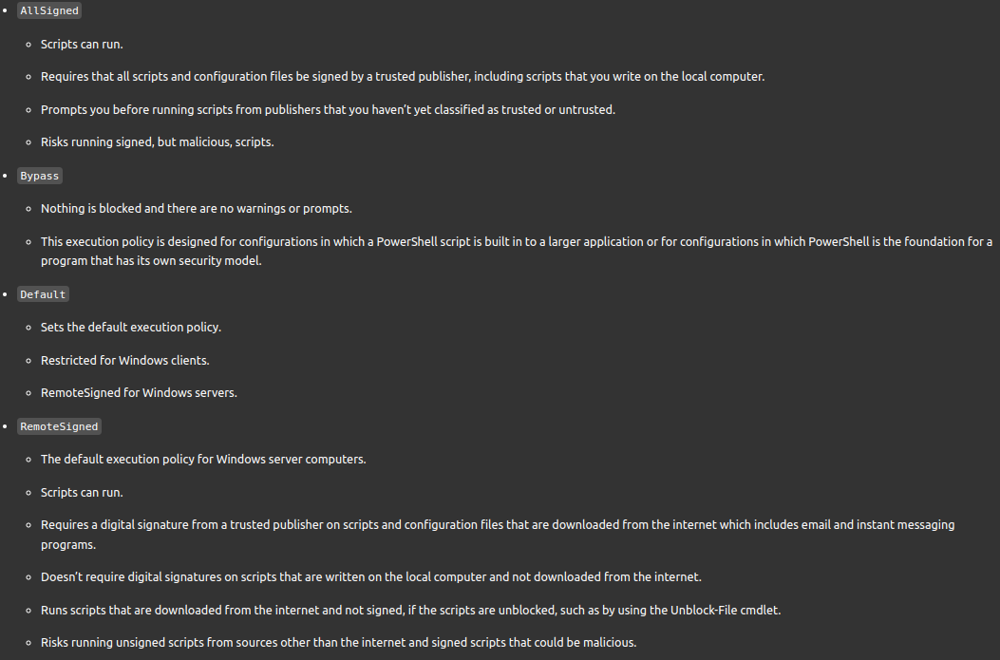 AllSigned
Scripts can run.
Requires that all scripts and configuration files be signed by a trusted publisher, including scripts that you write on the local computer.
Prompts you before running scripts from publishers that you haven't yet classified as trusted or untrusted.
Risks running signed, but malicious, scripts.
Bypass
Nothing is blocked and there are no warnings or prompts.
This execution policy is designed for configurations in which a PowerShell script is built in to a larger application or for configurations in which PowerShell is the foundation for a
program that has its own security model.
Default
Sets the default execution policy.
Restricted for Windows clients.
RemoteSigned for Windows servers.
RemoteSigned
The default execution policy for Windows server computers.
Scripts can run.
Requires a digital signature from a trusted publisher on scripts and configuration files that are downloaded from the internet which includes email and instant messaging
programs.
Doesn't require digital signatures on scripts that are written on the local computer and not downloaded from the internet.
Runs scripts that are downloaded from the internet and not signed, if the scripts are unblocked, such as by using the Unblock-File cmdlet.
Risks running unsigned scripts from sources other than the internet and signed scripts that could be malicious.